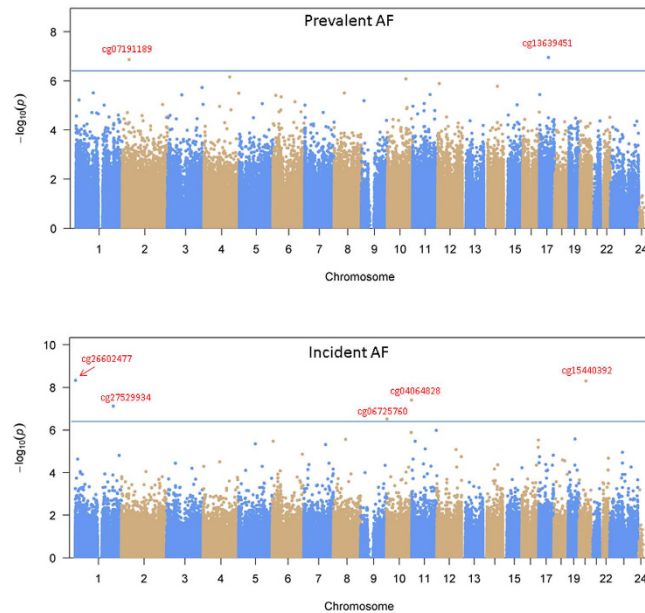 Prevalent AF
8
cg07191189
cg13639451
6
−log10(p)
4
2
0
1 2 3 4 5 6 7 8 9 10 11 12 13 15 17 19 22 24
Chromosome
Incident AF
10
cg26602477
cg15440392
8
cg27529934
cg04064828
cg06725760
6
−log10(p)
4
2
0
1 2 3 4 5 6 7 8 9 10 11 12 13 15 17 19 22 24
Chromosome